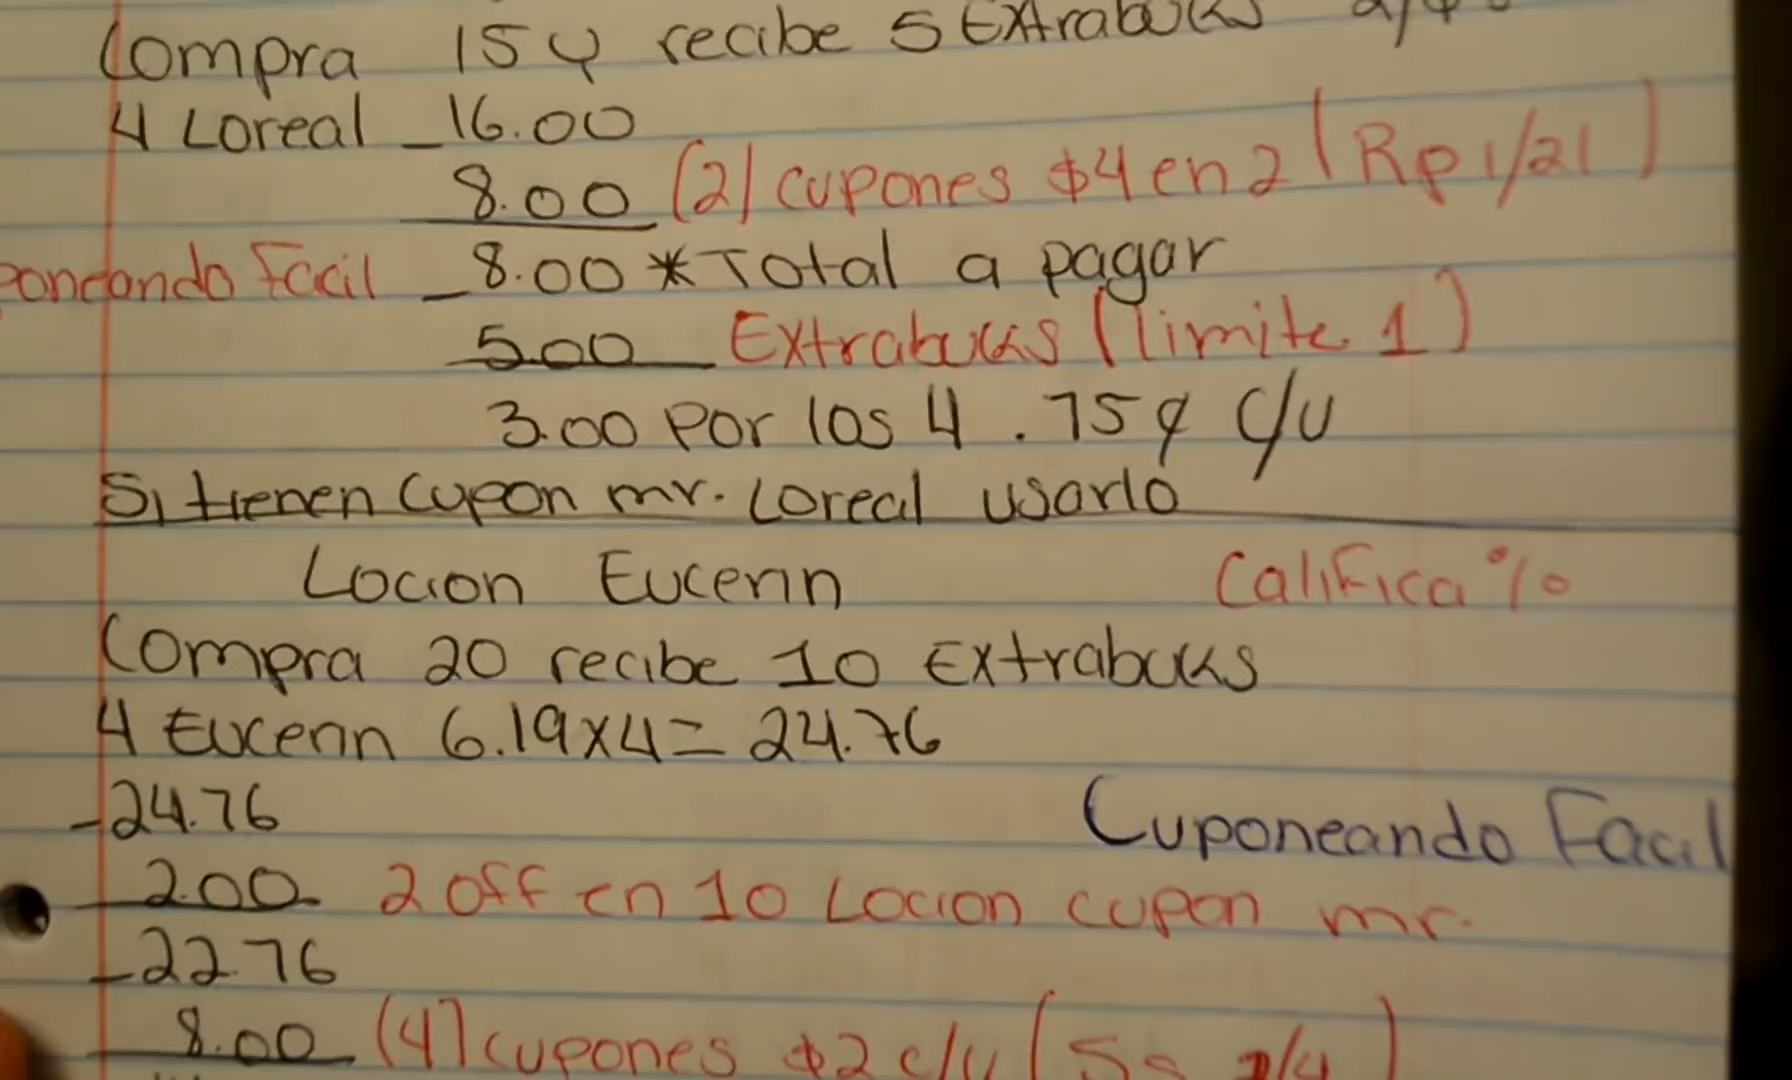 Compra 15 y recibe 5 Extrabucks
4 Loreal -16.00
8.00 (2) cupones $4 en 2 (Rp 1/21)
poneando Facil -8.00 * Total a pagar
5.00 Extrabucks (limite 1)
3.00 por los 4 . 75¢ c/u
Si tienen cupon mr. Loreal usarlo
Locion Eucerin Califica %
Compra 20 recibe 10 Extrabucks
4 Eucerin 6.19x4= 24.76
-24.76
Cuponeando Facil
2.00 2 off en 10 Locion cupon mr.
-22.76
8.00 (4) cupones $2 c/u (